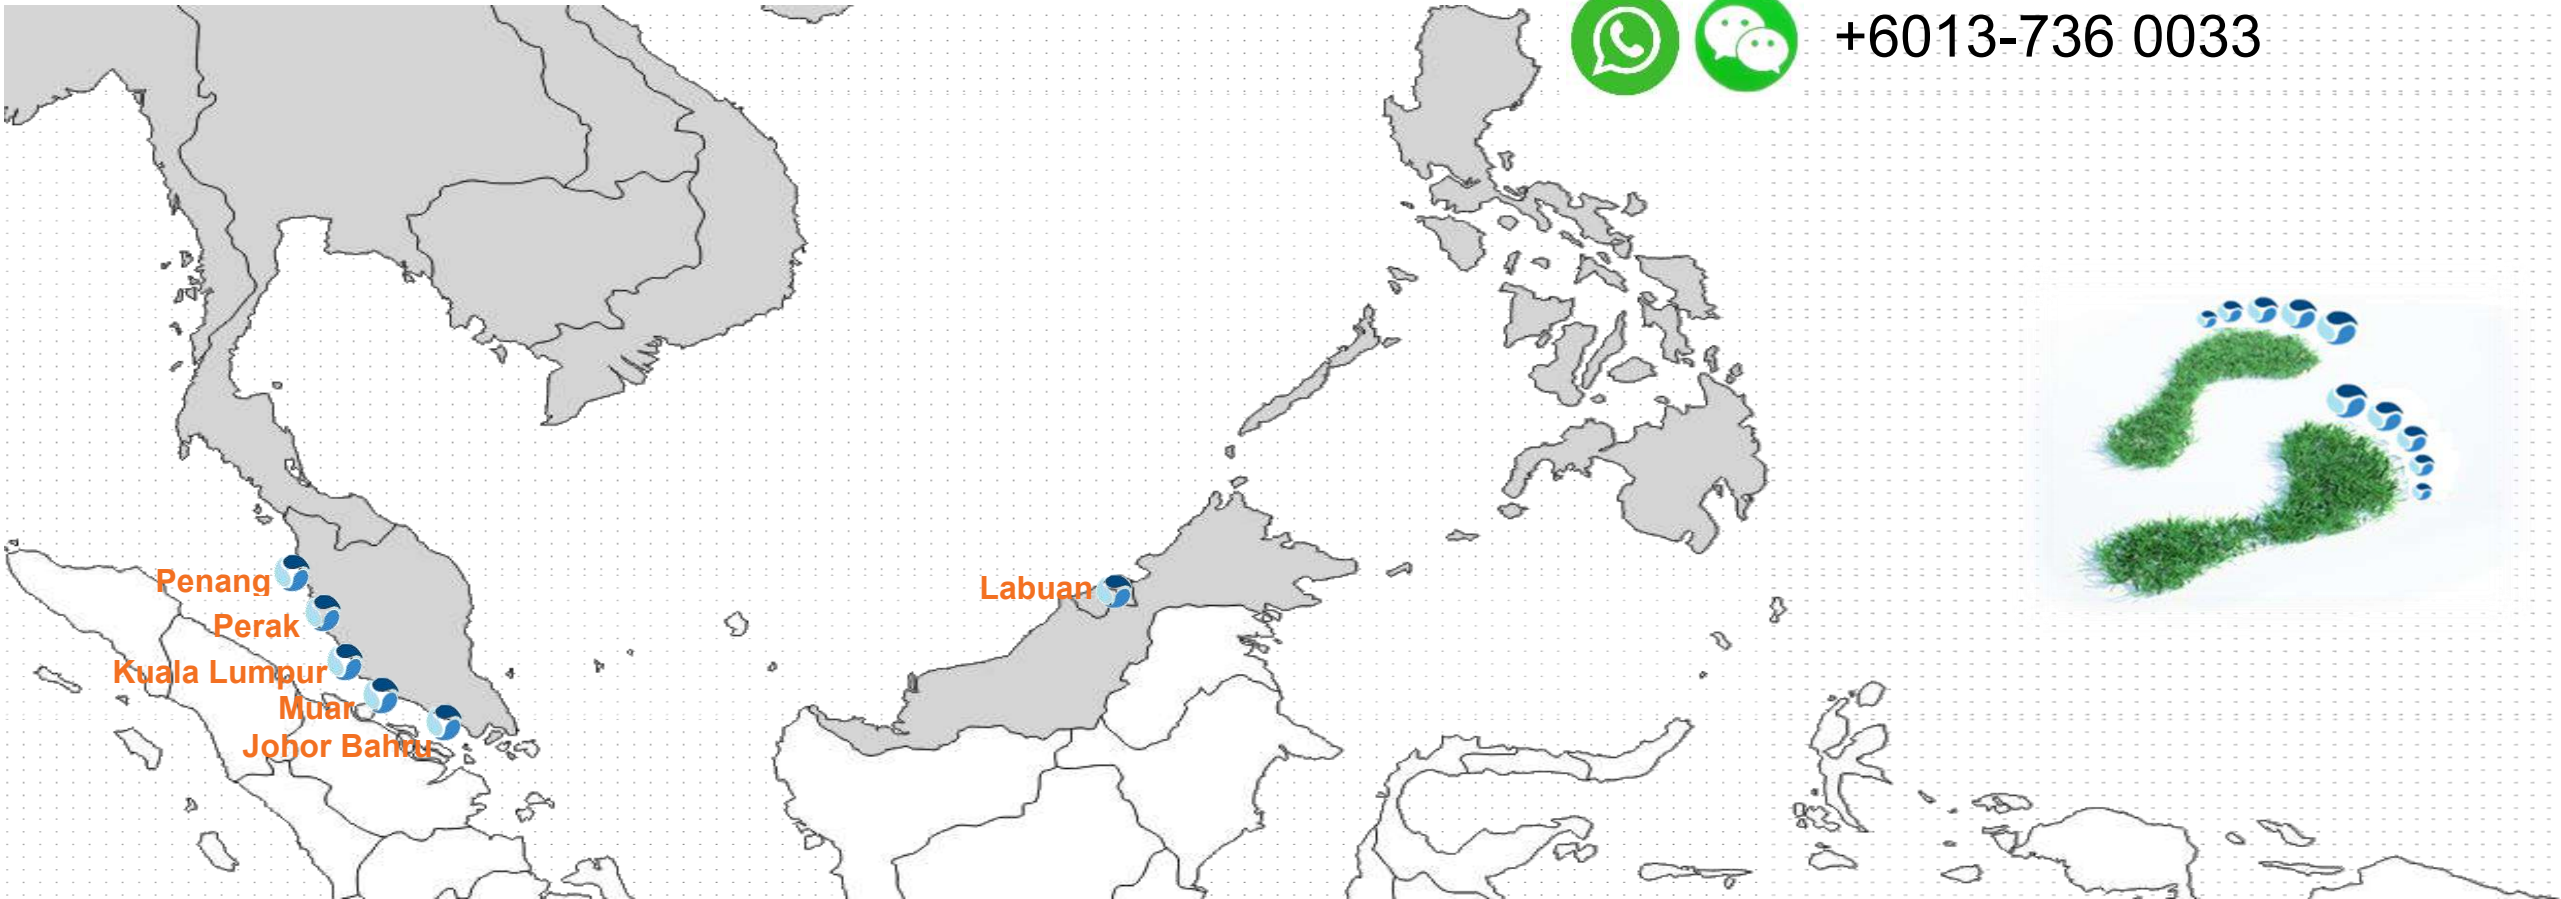 +6013-736 0033
Penang
Labuan
Perak
Kuala Lumpur
Muar
Johor Bahru